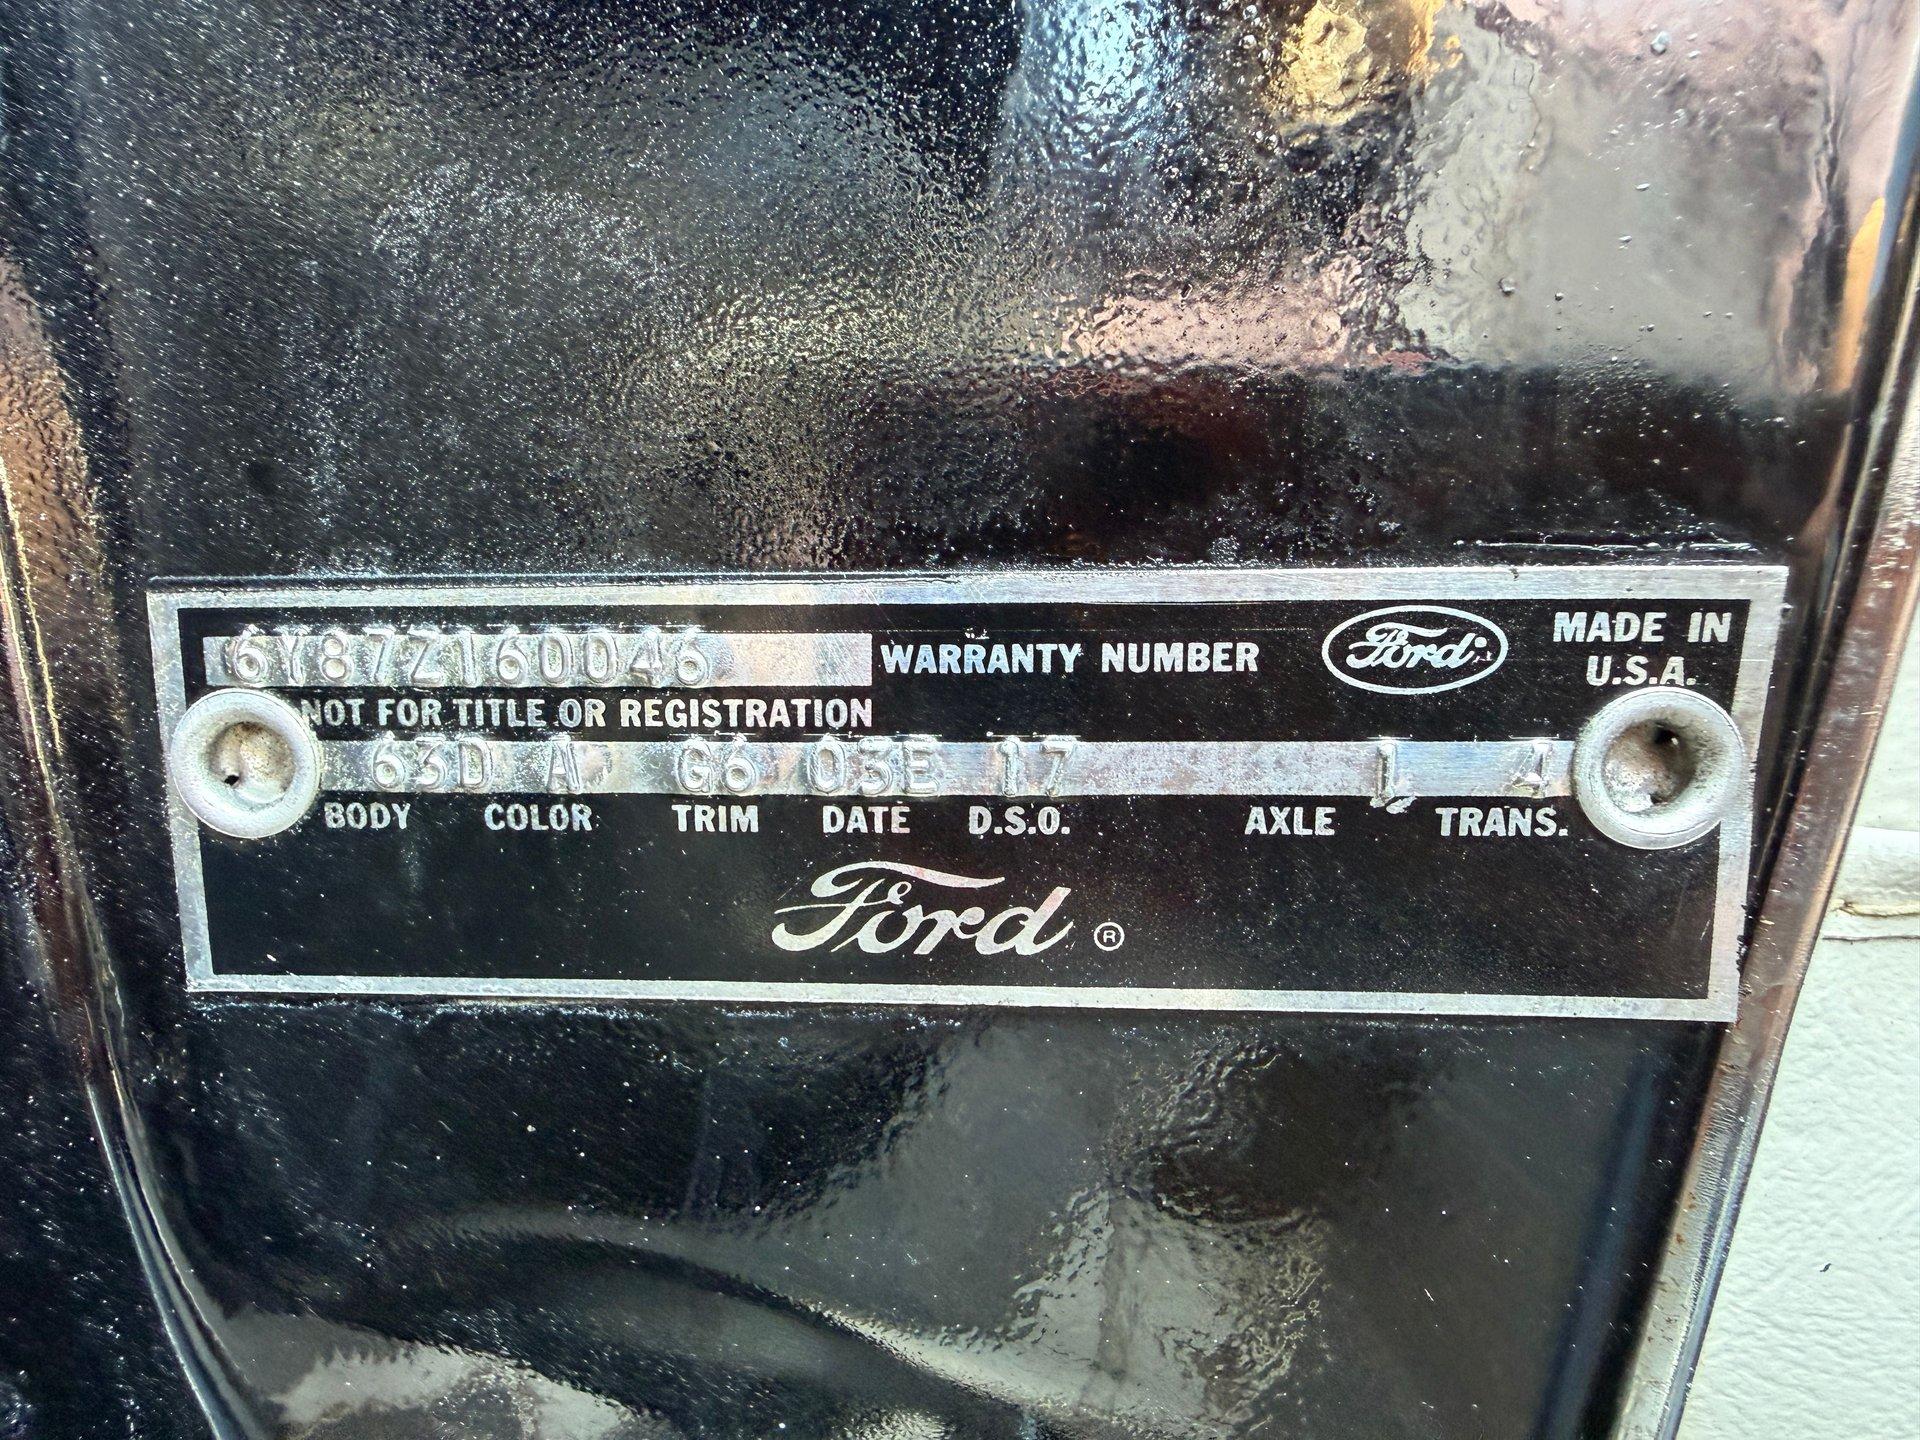 6Y87Z160046 WARRANTY NUMBER Ford MADE IN
U.S.A.
NOT FOR TITLE OR REGISTRATION
63D A G6 03E 17 1 4
BODY COLOR TRIM DATE D.S.O. AXLE TRANS.
Ford ®